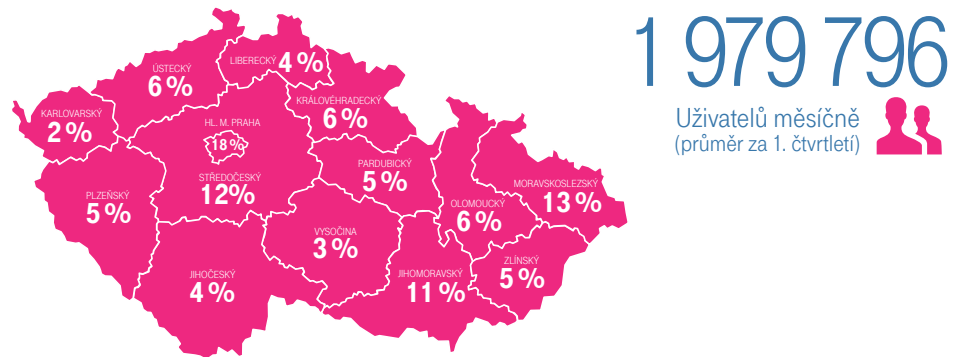 1 979 796
Uživatelů měsíčně
(průměr za 1. čtvrtletí)
LIBERECKÝ 4 %
ÚSTECKÝ
6 %
KARLOVARSKÝ
2 %
KRÁLOVÉHRADECKÝ
6 %
HL. M. PRAHA
18 %
STŘEDOČESKÝ
12 %
PARDUBICKÝ
5 %
PLZEŇSKÝ
5 %
MORAVSKOSLEZSKÝ
13 %
OLOMOUCKÝ
6 %
VYSOČINA
3 %
ZLÍNSKÝ
5 %
JIHOČESKÝ
4 %
JIHOMORAVSKÝ
11 %